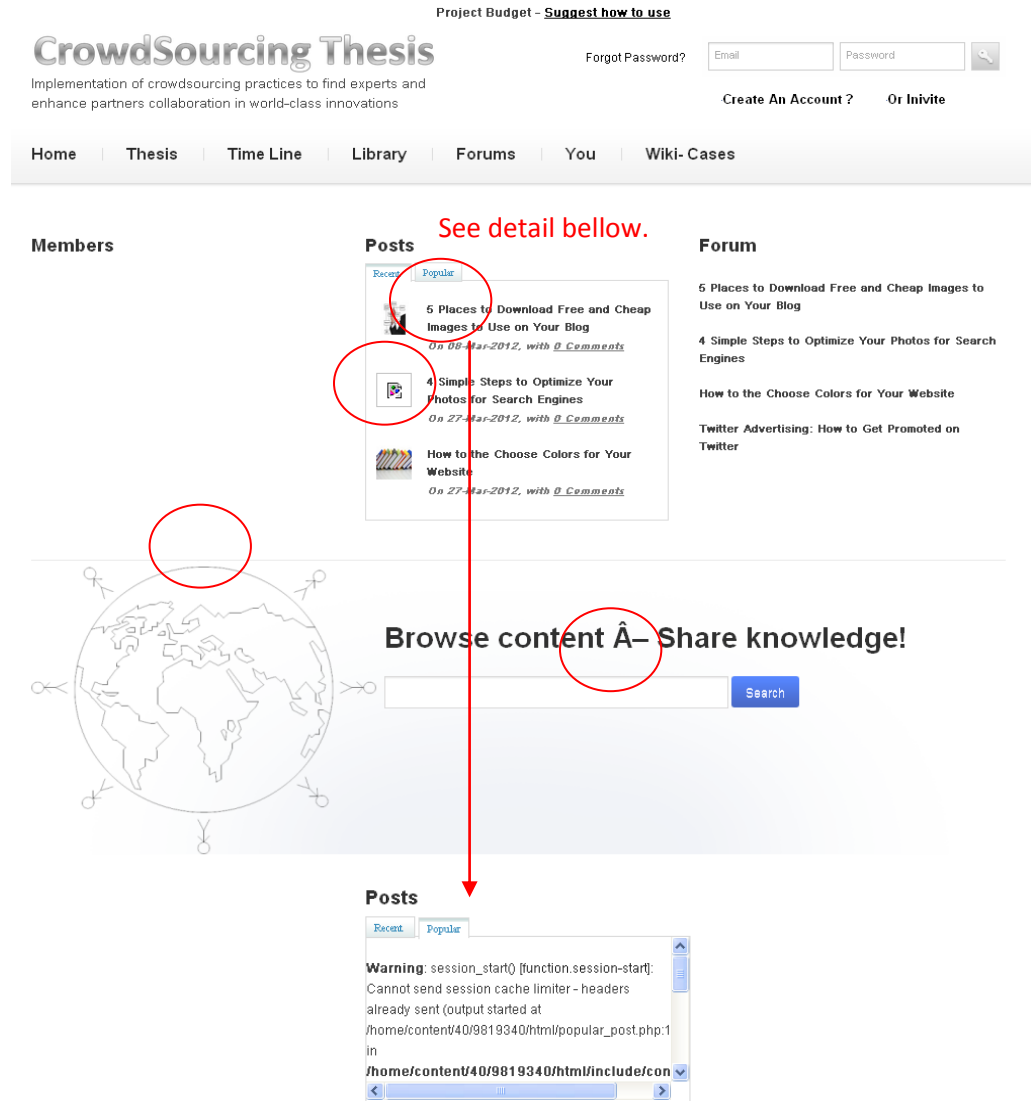 Project Budget – Suggest how to use
CrowdSourcing Thesis
Implementation of crowdsourcing practices to find experts and
enhance partners collaboration in world-class innovations
Forgot Password?
Email
Password
Create An Account ?
Or Inivite
Home
Thesis
Time Line
Library
Forums
You
Wiki- Cases
See detail bellow.
Members
Posts
Recent
Popular
5 Places to Download Free and Cheap
Images to Use on Your Blog
On 08-Mar-2012, with 0 Comments
4 Simple Steps to Optimize Your
Photos for Search Engines
On 27-Mar-2012, with 0 Comments
How to the Choose Colors for Your
Website
On 27-Mar-2012, with 0 Comments
Forum
5 Places to Download Free and Cheap Images to
Use on Your Blog
4 Simple Steps to Optimize Your Photos for Search
Engines
How to the Choose Colors for Your Website
Twitter Advertising: How to Get Promoted on
Twitter
Browse content Â– Share knowledge!
Search
Posts
Recent
Popular
Warning: session_start() [function.session-start]:
Cannot send session cache limiter - headers
already sent (output started at
/home/content/40/9819340/html/popular_post.php:1
in
/home/content/40/9819340/html/include/con